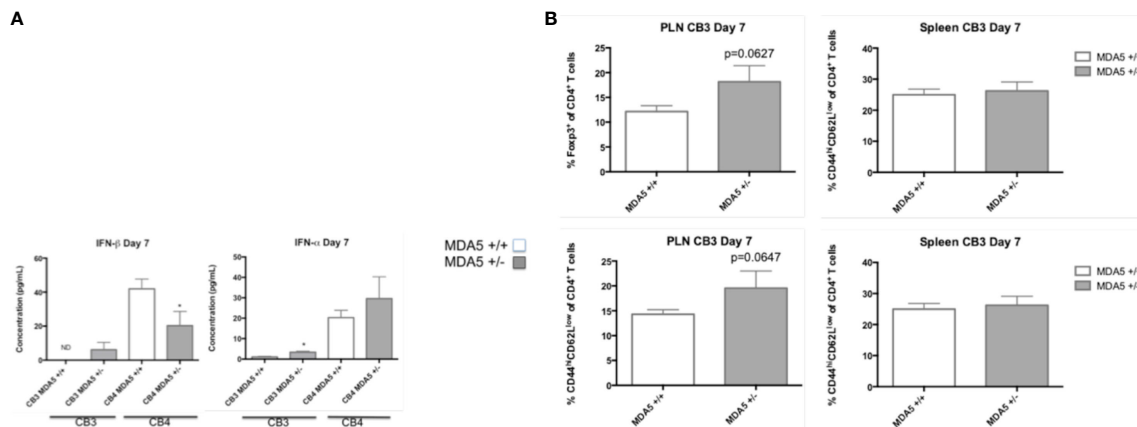 A
IFN-β Day 7
Concentration (pg/mL)
60
40
20
0
ND
*
CB3 MDA5 +/+
CB3 MDA5 +/-
CB4 MDA5 +/+
CB4 MDA5 +/-
CB3
CB4
IFN-α Day 7
Concentration (pg/mL)
50
40
30
20
10
0
*
CB3 MDA5 +/+
CB3 MDA5 +/-
CB4 MDA5 +/+
CB4 MDA5 +/-
CB3
CB4
MDA5 +/+
MDA5 +/-
B
PLN CB3 Day 7
% Foxp3⁺ of CD4⁺ T cells
25
20
15
10
5
0
p=0.0627
MDA5 +/+
MDA5 +/-
Spleen CB3 Day 7
% CD44ʰⁱCD62Lˡᵒʷ of CD4⁺ T cells
40
30
20
10
0
MDA5 +/+
MDA5 +/-
MDA5 +/
MDA5 +/-
PLN CB3 Day 7
% CD44ʰⁱCD62Lˡᵒʷ of CD4⁺ T cells
25
20
15
10
5
0
p=0.0647
MDA5 +/+
MDA5 +/-
Spleen CB3 Day 7
% CD44ʰⁱCD62Lˡᵒʷ of CD4⁺ T cells
40
30
20
10
0
MDA5 +/+
MDA5 +/-
MDA5 +/
MDA5 +/-